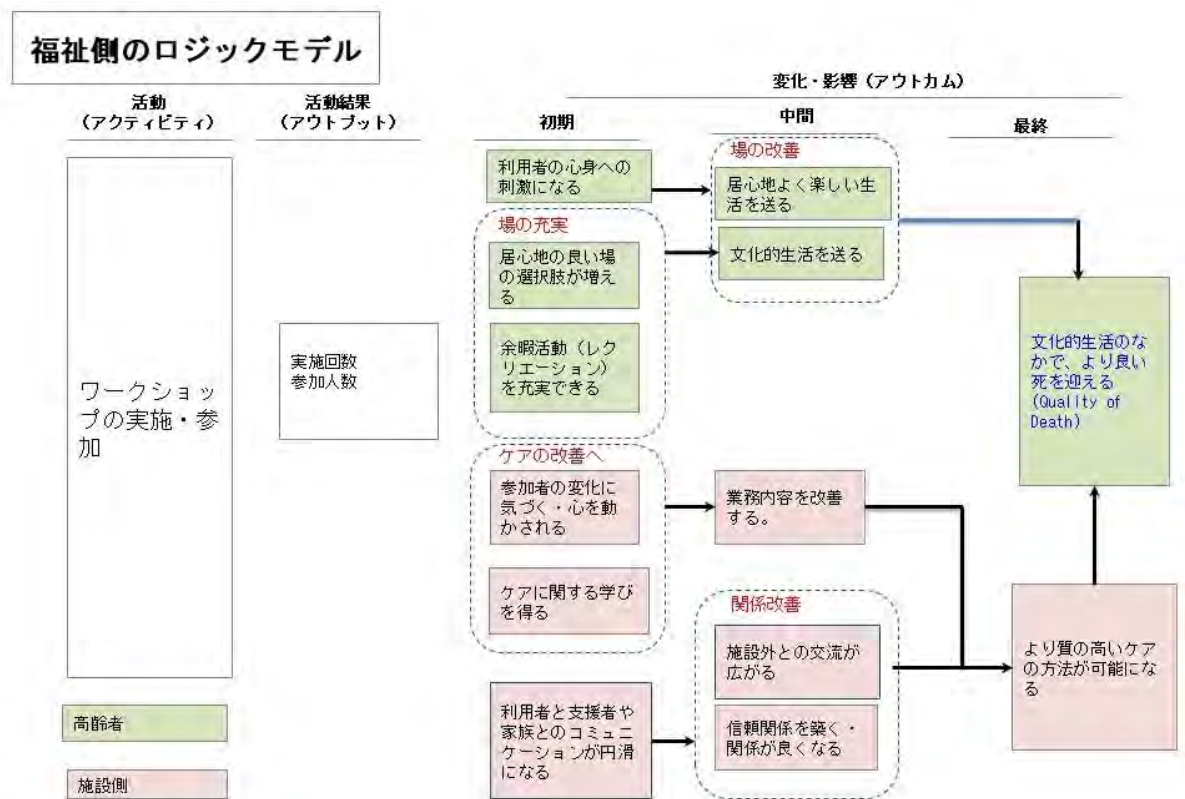 福祉側のロジックモデル
変化・影響（アウトカム）
活動
（アクティビティ）
活動結果
（アウトプット）
初期
中間
最終
ワークショッ
プの実施・参
加
実施回数
参加人数
利用者の心身への
刺激になる
場の充実
居心地の良い場
の選択肢が増え
る
余暇活動（レク
リエーション）
を充実できる
ケアの改善へ
参加者の変化に
気づく・心を動
かされる
ケアに関する学び
を得る
利用者と支援者や
家族とのコミュニ
ケーションが円滑
になる
場の改善
居心地よく楽しい生
活を送る
文化的生活を送る
業務内容を改善
する。
関係改善
施設外との交流が
広がる
信頼関係を築く・
関係が良くなる
文化的生活のな
かで、より良い
死を迎える
(Quality of
Death)
より質の高いケア
の方法が可能にな
る
高齢者
施設側